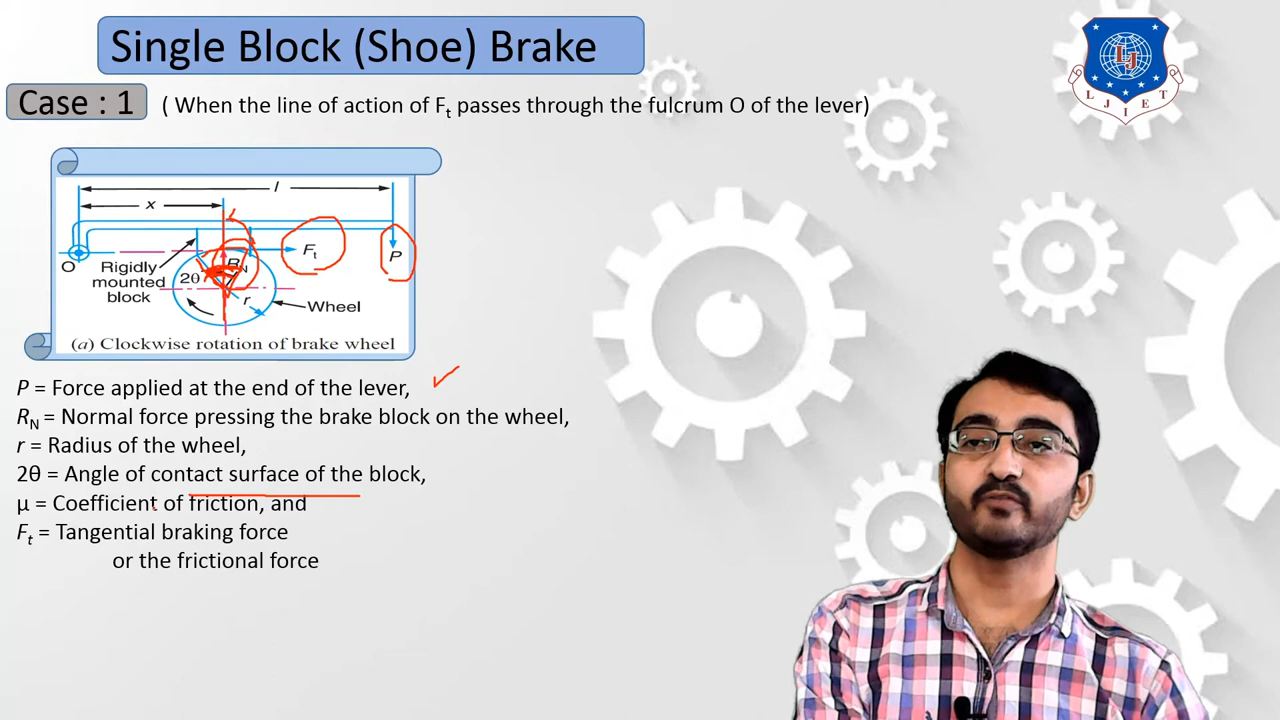 Single Block (Shoe) Brake
Case : 1 ( When the line of action of Ft passes through the fulcrum O of the lever)
LJ
L J I E T
l
x
O
Ft
P
RN
2θ
r
Rigidly
mounted
block
Wheel
(a) Clockwise rotation of brake wheel
P = Force applied at the end of the lever,
RN = Normal force pressing the brake block on the wheel,
r = Radius of the wheel,
2θ = Angle of contact surface of the block,
μ = Coefficient of friction, and
Ft = Tangential braking force
or the frictional force